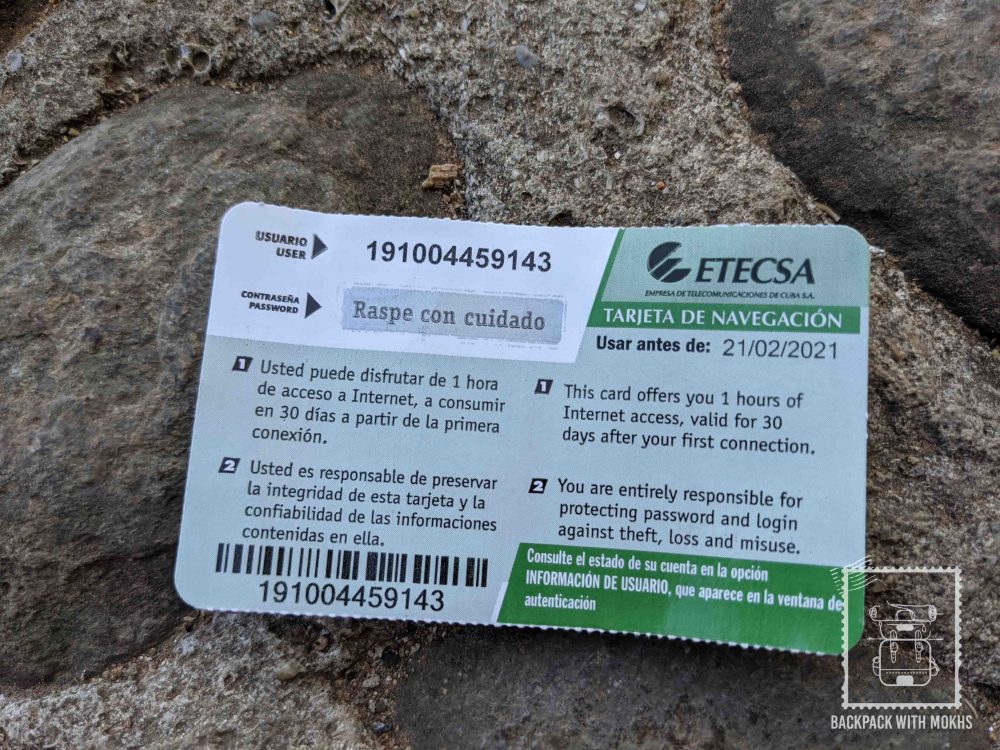 USUARIO
USER
191004459143
CONTRASEÑA
PASSWORD
Raspe con cuidado
ETECSA
EMPRESA DE TELECOMUNICACIONES DE CUBA S.A.
TARJETA DE NAVEGACIÓN
Usar antes de: 21/02/2021
1 Usted puede disfrutar de 1 hora
de acceso a Internet, a consumir
en 30 días a partir de la primera
conexión.
2 Usted es responsable de preservar
la integridad de esta tarjeta y la
confiabilidad de las informaciones
contenidas en ella.
191004459143
1 This card offers you 1 hours of
Internet access, valid for 30
days after your first connection.
2 You are entirely responsible for
protecting password and login
against theft, loss and misuse.
Consulte el estado de su cuenta en la opción
INFORMACIÓN DE USUARIO, que aparece en la ventana de
autenticación
BACKPACK WITH MOKHS